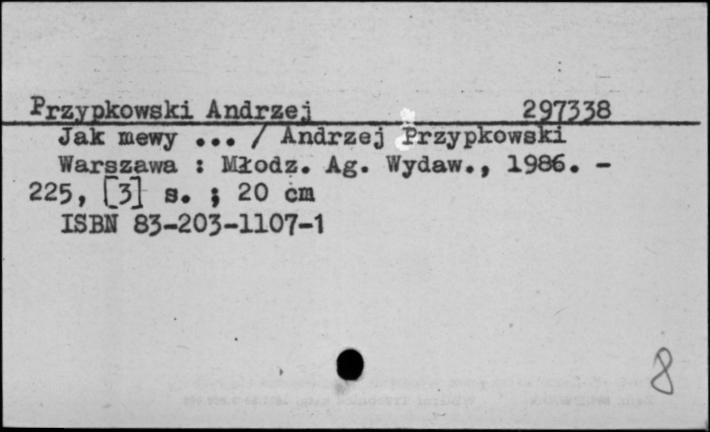 Przypkowski Andrzej 297338
Jak mewy ... / Andrzej Przypkowski
Warszawa : Młodz. Ag. Wydaw., 1986. -
225, [3] s. ; 20 cm
ISBN 83-203-1107-1
8